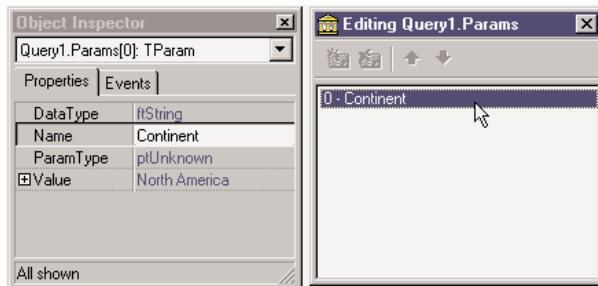 Object Inspector
Query1.Params[0]: TParam
Properties Events
DataType ftString
Name Continent
ParamType ptUnknown
Value North America
All shown
Editing Query1.Params
0 - Continent